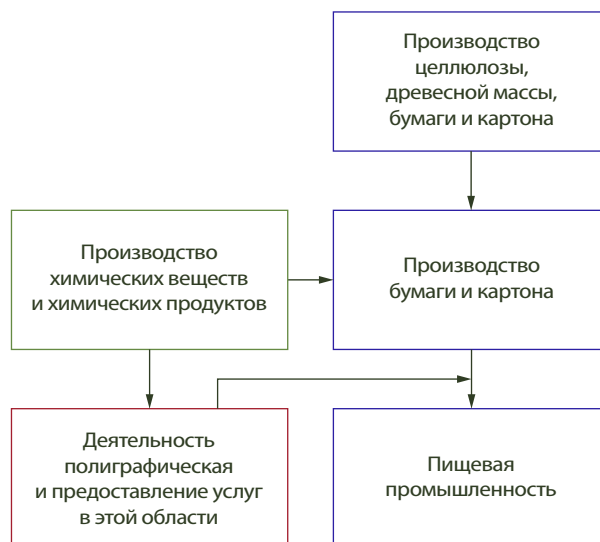 Производство
целлюлозы,
древесной массы,
бумаги и картона
Производство
химических веществ
и химических продуктов
Производство
бумаги и картона
Деятельность
полиграфическая
и предоставление услуг
в этой области
Пищевая
промышленность